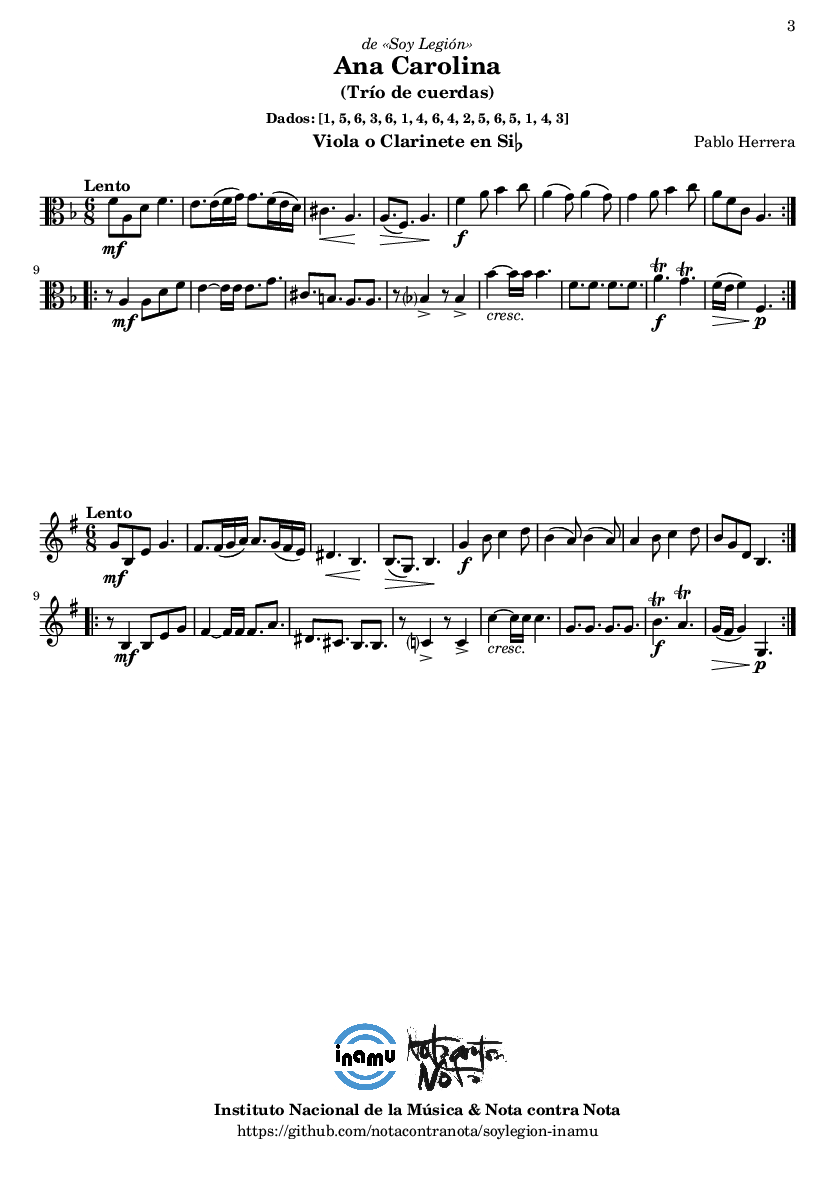 3
de «Soy Legión»
Ana Carolina
(Trío de cuerdas)
Dados: [1, 5, 6, 3, 6, 1, 4, 6, 4, 2, 5, 6, 5, 1, 4, 3]
Viola o Clarinete en Si♭
Pablo Herrera
Lento
6
8
mf
f
9
mf
cresc.
f
p
Lento
6
8
mf
f
9
mf
cresc.
f
p
inamu
Nota contra
Nota
Instituto Nacional de la Música & Nota contra Nota
https://github.com/notacontranota/soylegion-inamu